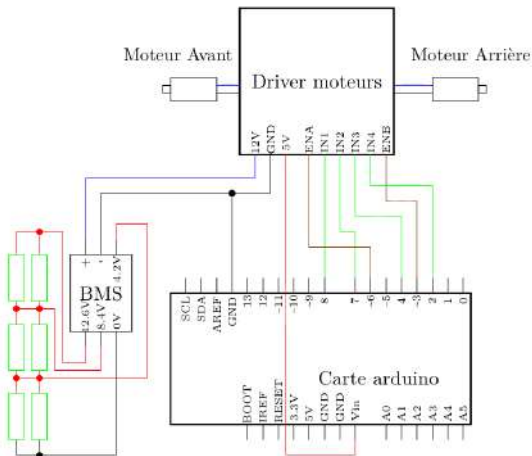 Moteur Avant
Moteur Arrière
Driver moteurs
12V
GND
5V
ENA
IN1
IN2
IN3
IN4
ENB
+
-
4.2V
BMS
12.6V
8.4V
0V
SCL
SDA
AREF
GND
13
12
~11
~10
~9
8
7
~6
~5
4
~3
2
1
0
Carte arduino
BOOT
IREF
RESET
3.3V
5V
GND
GND
Vin
A0
A1
A2
A3
A4
A5